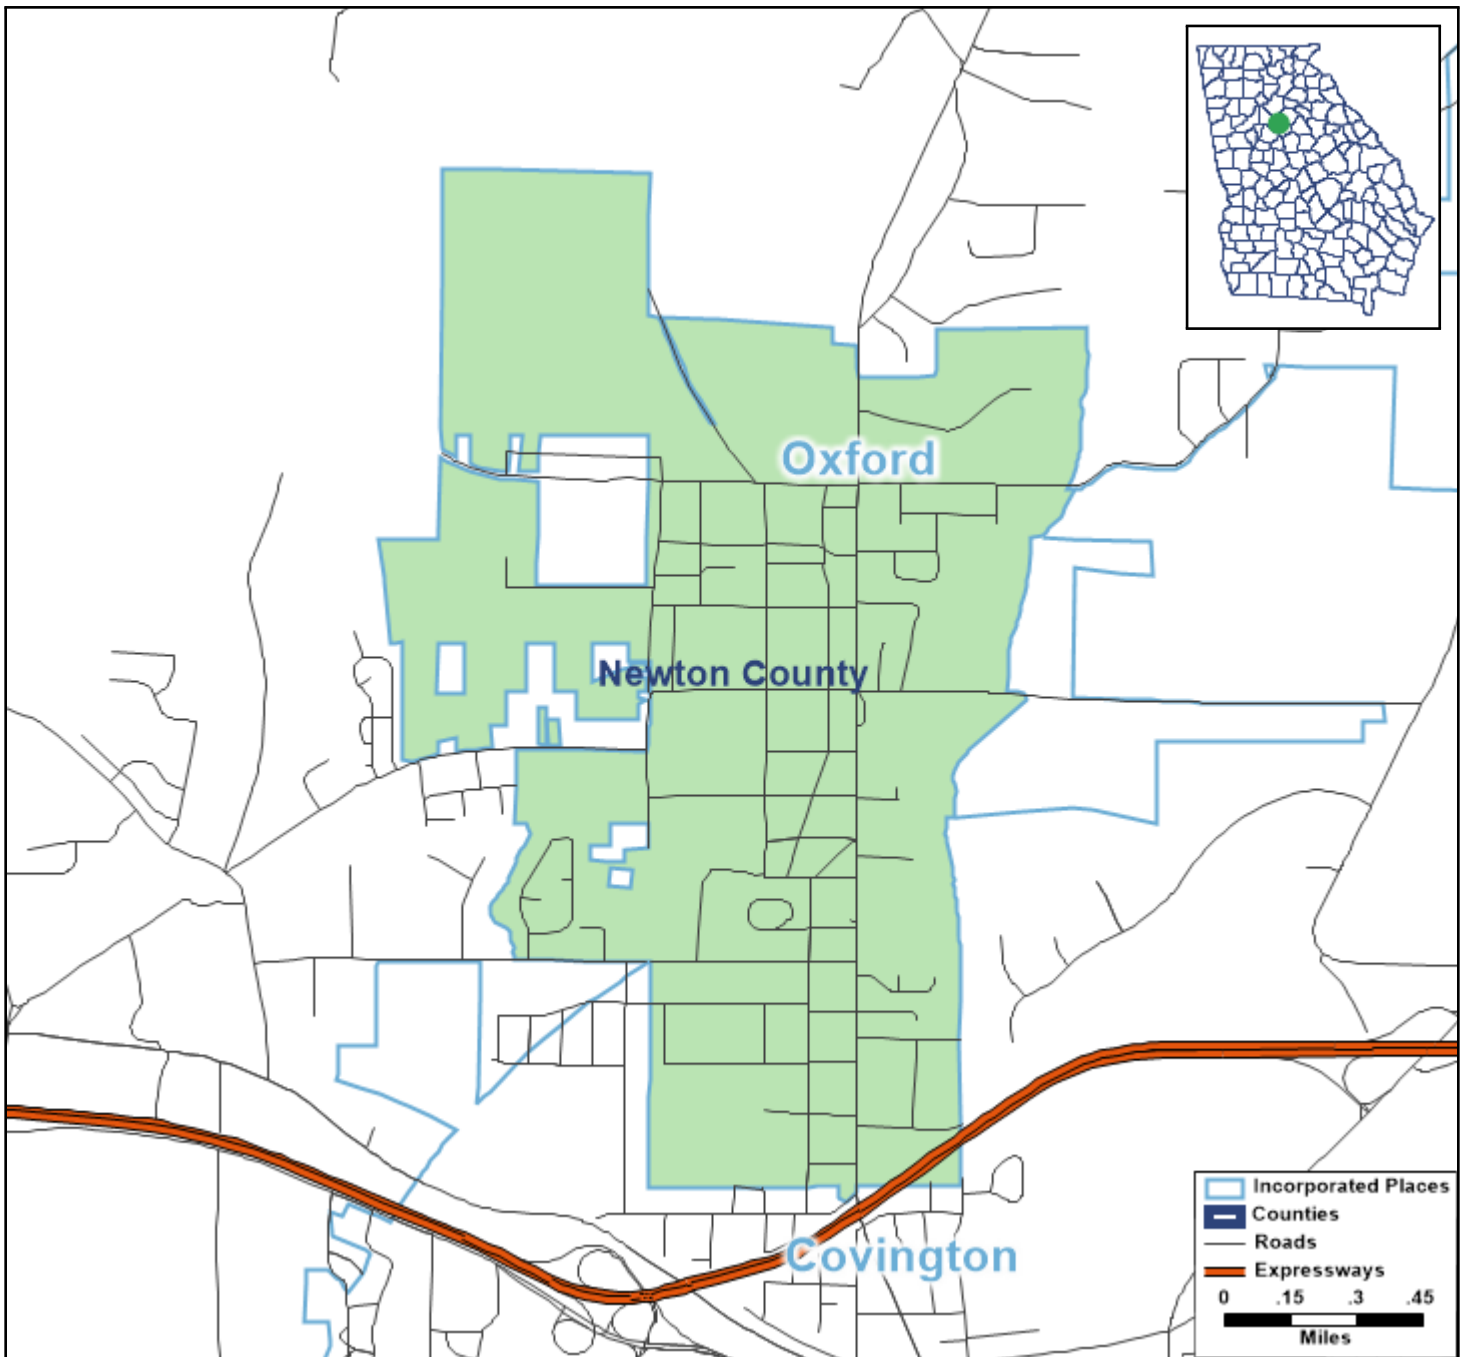 Oxford
Newton County
Covington
Incorporated Places
Counties
Roads
Expressways
0 .15 .3 .45
Miles